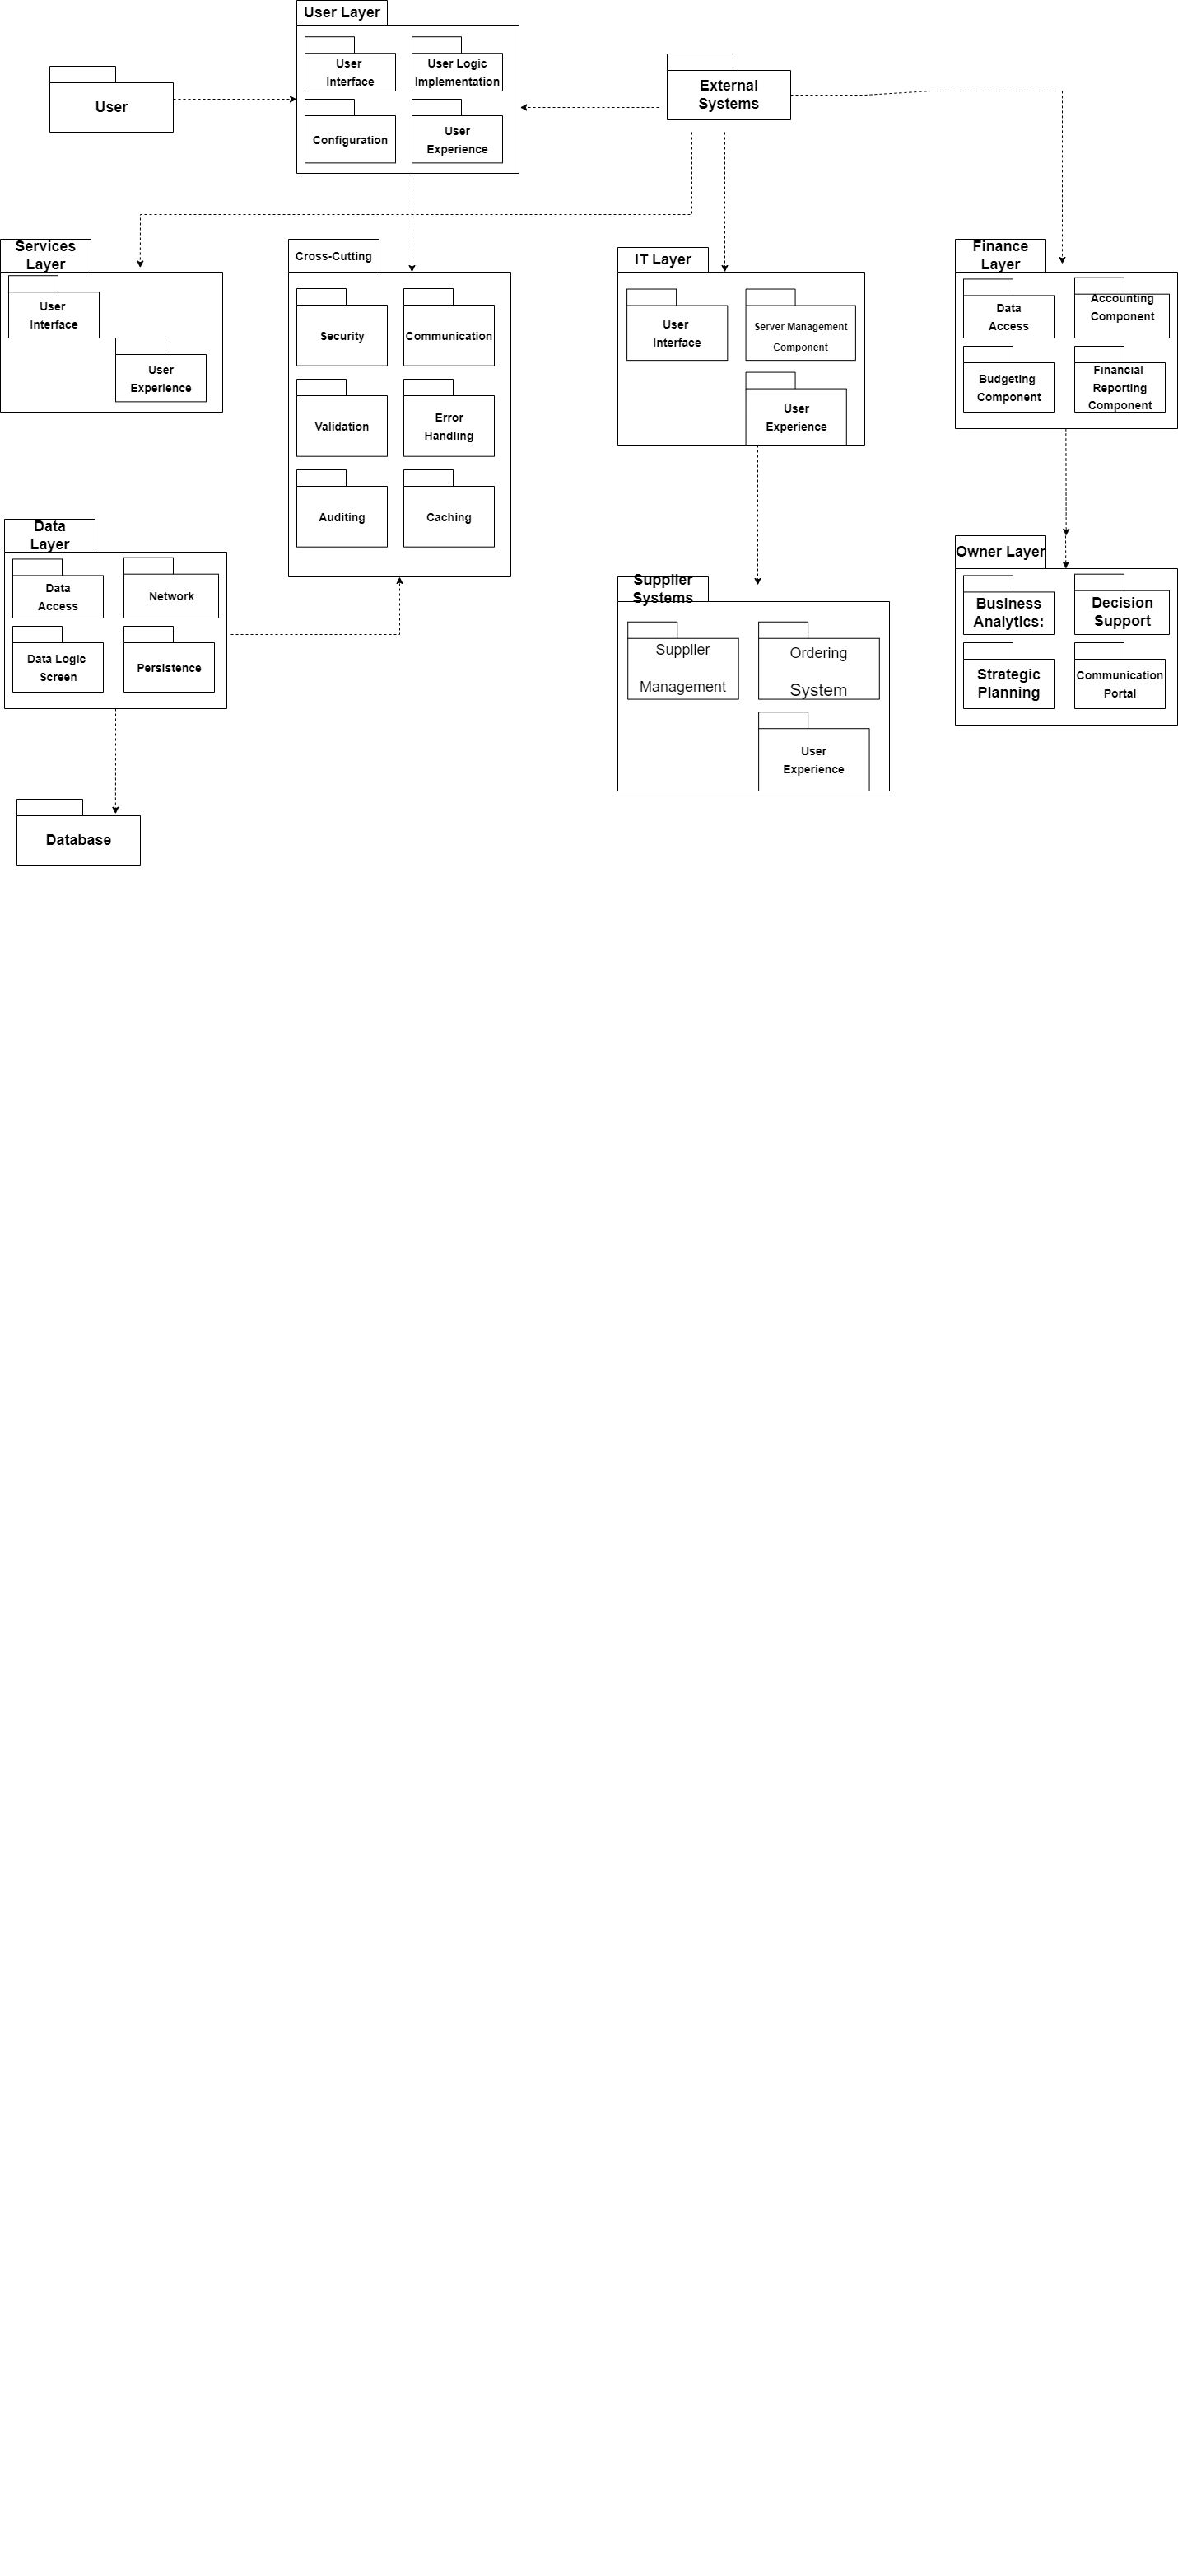 User Layer
User
Interface
User Logic
Implementation
Configuration
User
Experience
User
External
Systems
Services
Layer
User
Interface
User
Experience
Cross-Cutting
Security
Communication
Validation
Error
Handling
Auditing
Caching
IT Layer
User
Interface
Server Management
Component
User
Experience
Finance
Layer
Data
Access
Accounting
Component
Budgeting
Component
Financial
Reporting
Component
Data
Layer
Data
Access
Network
Data Logic
Screen
Persistence
Supplier
Systems
Supplier
Management
Ordering
System
User
Experience
Owner Layer
Business
Analytics:
Decision
Support
Strategic
Planning
Communication
Portal
Database